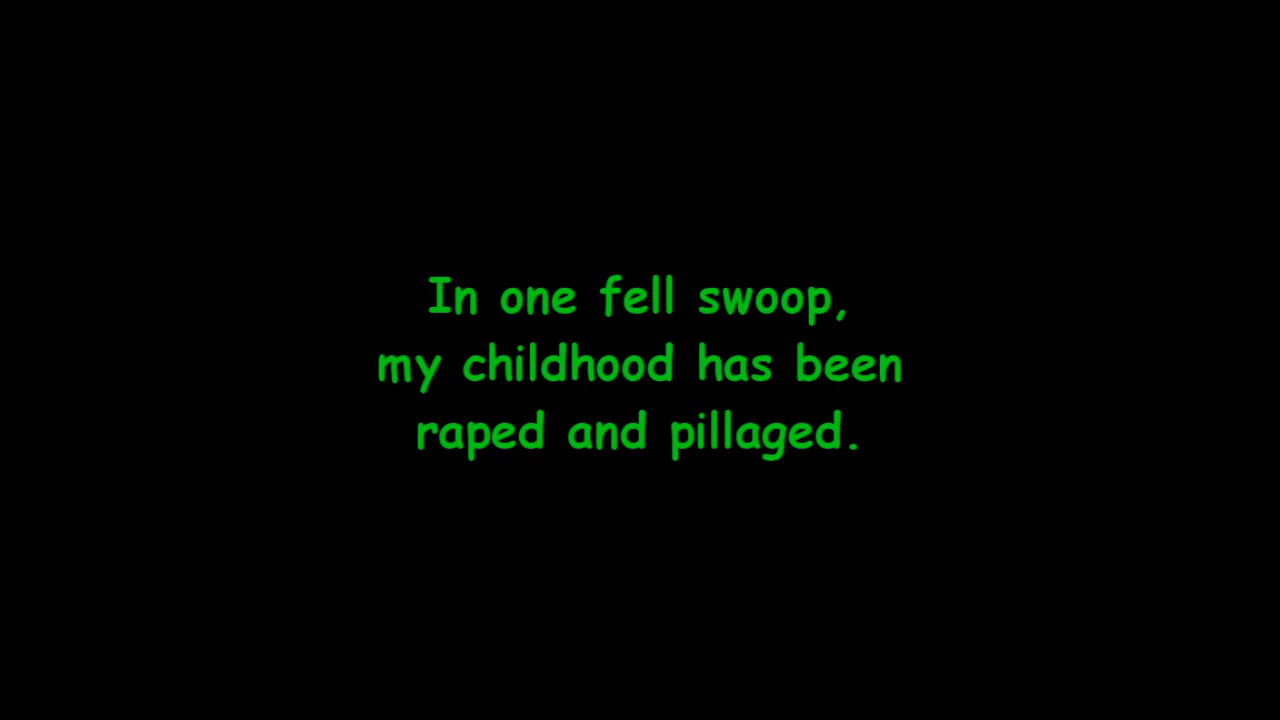 In one fell swoop,
my childhood has been
raped and pillaged.